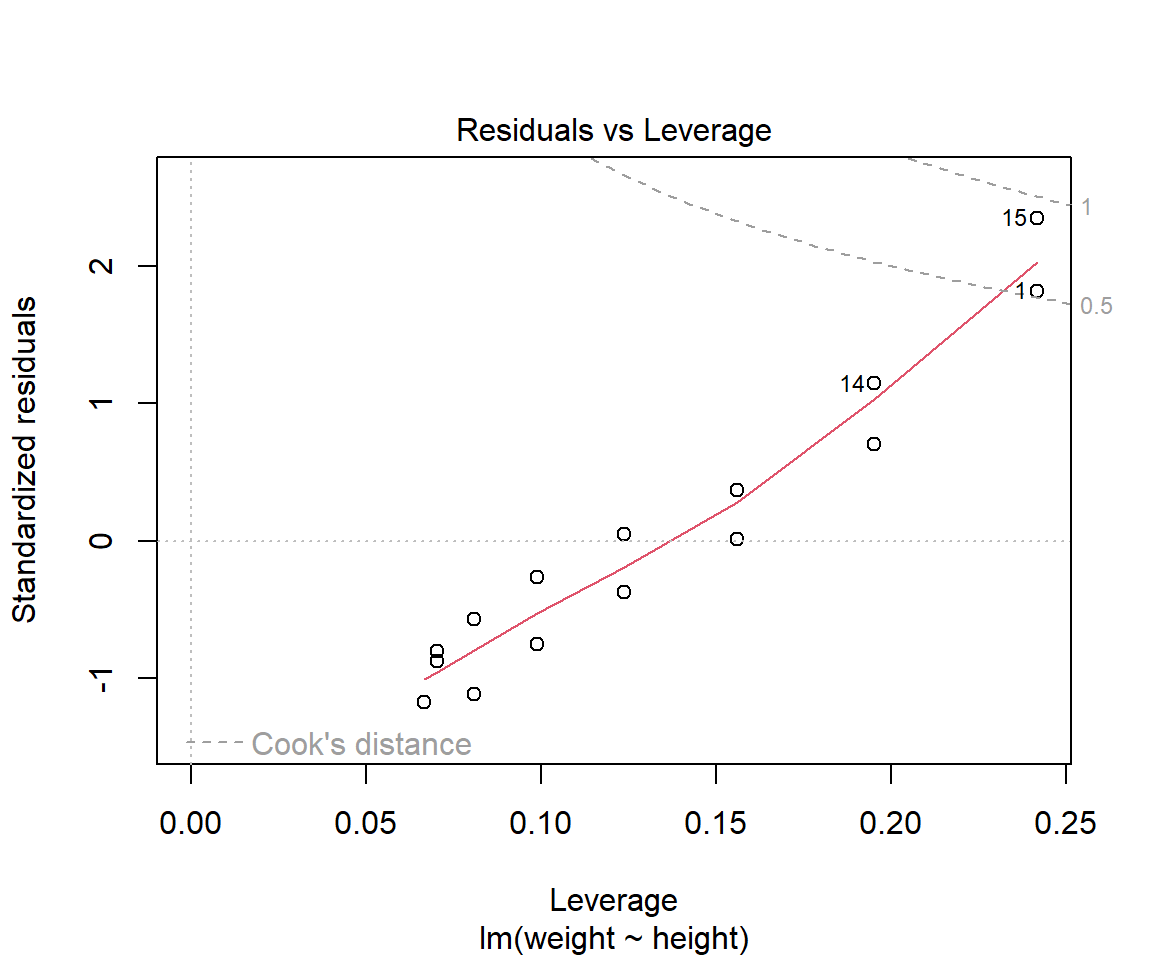 Residuals vs Leverage
Standardized residuals
2
1
0
-1
15
1
14
1
0.5
Cook's distance
0.00 0.05 0.10 0.15 0.20 0.25
Leverage
lm(weight ~ height)